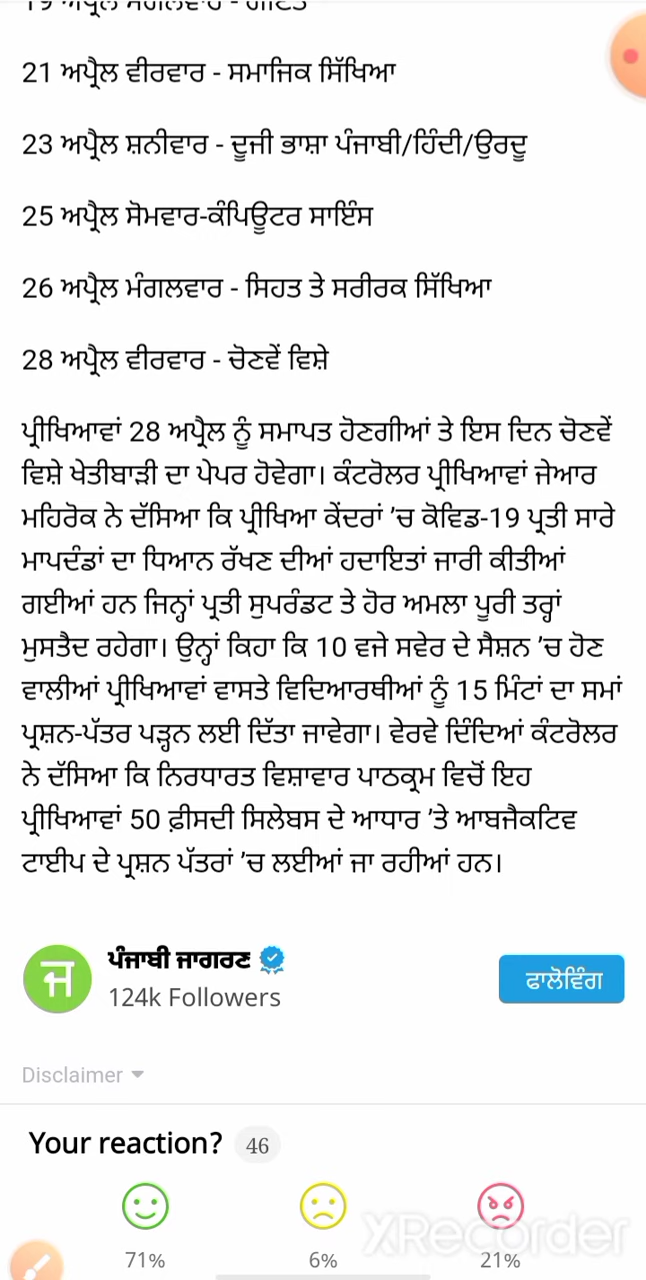 21 ਅਪ੍ਰੈਲ ਵੀਰਵਾਰ - ਸਮਾਜਿਕ ਸਿੱਖਿਆ
23 ਅਪ੍ਰੈਲ ਸ਼ਨੀਵਾਰ - ਦੂਜੀ ਭਾਸ਼ਾ ਪੰਜਾਬੀ/ਹਿੰਦੀ/ਉਰਦੂ
25 ਅਪ੍ਰੈਲ ਸੋਮਵਾਰ-ਕੰਪਿਊਟਰ ਸਾਇੰਸ
26 ਅਪ੍ਰੈਲ ਮੰਗਲਵਾਰ - ਸਿਹਤ ਤੇ ਸਰੀਰਕ ਸਿੱਖਿਆ
28 ਅਪ੍ਰੈਲ ਵੀਰਵਾਰ - ਚੋਣਵੇਂ ਵਿਸ਼ੇ
ਪ੍ਰੀਖਿਆਵਾਂ 28 ਅਪ੍ਰੈਲ ਨੂੰ ਸਮਾਪਤ ਹੋਣਗੀਆਂ ਤੇ ਇਸ ਦਿਨ ਚੋਣਵੇਂ
ਵਿਸ਼ੇ ਖੇਤੀਬਾੜੀ ਦਾ ਪੇਪਰ ਹੋਵੇਗਾ। ਕੰਟਰੋਲਰ ਪ੍ਰੀਖਿਆਵਾਂ ਜੇਆਰ
ਮਹਿਰੋਕ ਨੇ ਦੱਸਿਆ ਕਿ ਪ੍ਰੀਖਿਆ ਕੇਂਦਰਾਂ 'ਚ ਕੋਵਿਡ-19 ਪ੍ਰਤੀ ਸਾਰੇ
ਮਾਪਦੰਡਾਂ ਦਾ ਧਿਆਨ ਰੱਖਣ ਦੀਆਂ ਹਦਾਇਤਾਂ ਜਾਰੀ ਕੀਤੀਆਂ
ਗਈਆਂ ਹਨ ਜਿਨ੍ਹਾਂ ਪ੍ਰਤੀ ਸੁਪਰੰਡਟ ਤੇ ਹੋਰ ਅਮਲਾ ਪੂਰੀ ਤਰ੍ਹਾਂ
ਮੁਸਤੈਦ ਰਹੇਗਾ। ਉਨ੍ਹਾਂ ਕਿਹਾ ਕਿ 10 ਵਜੇ ਸਵੇਰ ਦੇ ਸੈਸ਼ਨ 'ਚ ਹੋਣ
ਵਾਲੀਆਂ ਪ੍ਰੀਖਿਆਵਾਂ ਵਾਸਤੇ ਵਿਦਿਆਰਥੀਆਂ ਨੂੰ 15 ਮਿੰਟਾਂ ਦਾ ਸਮਾਂ
ਪ੍ਰਸ਼ਨ-ਪੱਤਰ ਪੜ੍ਹਨ ਲਈ ਦਿੱਤਾ ਜਾਵੇਗਾ। ਵੇਰਵੇ ਦਿੰਦਿਆਂ ਕੰਟਰੋਲਰ
ਨੇ ਦੱਸਿਆ ਕਿ ਨਿਰਧਾਰਤ ਵਿਸ਼ਾਵਾਰ ਪਾਠਕ੍ਰਮ ਵਿਚੋਂ ਇਹ
ਪ੍ਰੀਖਿਆਵਾਂ 50 ਫ਼ੀਸਦੀ ਸਿਲੇਬਸ ਦੇ ਆਧਾਰ 'ਤੇ ਆਬਜੈਕਟਿਵ
ਟਾਈਪ ਦੇ ਪ੍ਰਸ਼ਨ ਪੱਤਰਾਂ 'ਚ ਲਈਆਂ ਜਾ ਰਹੀਆਂ ਹਨ।
ਜ
ਪੰਜਾਬੀ ਜਾਗਰਣ
124k Followers
ਫਾਲੋਵਿੰਗ
Disclaimer
Your reaction? 46
XRecorder
71% 6% 21%